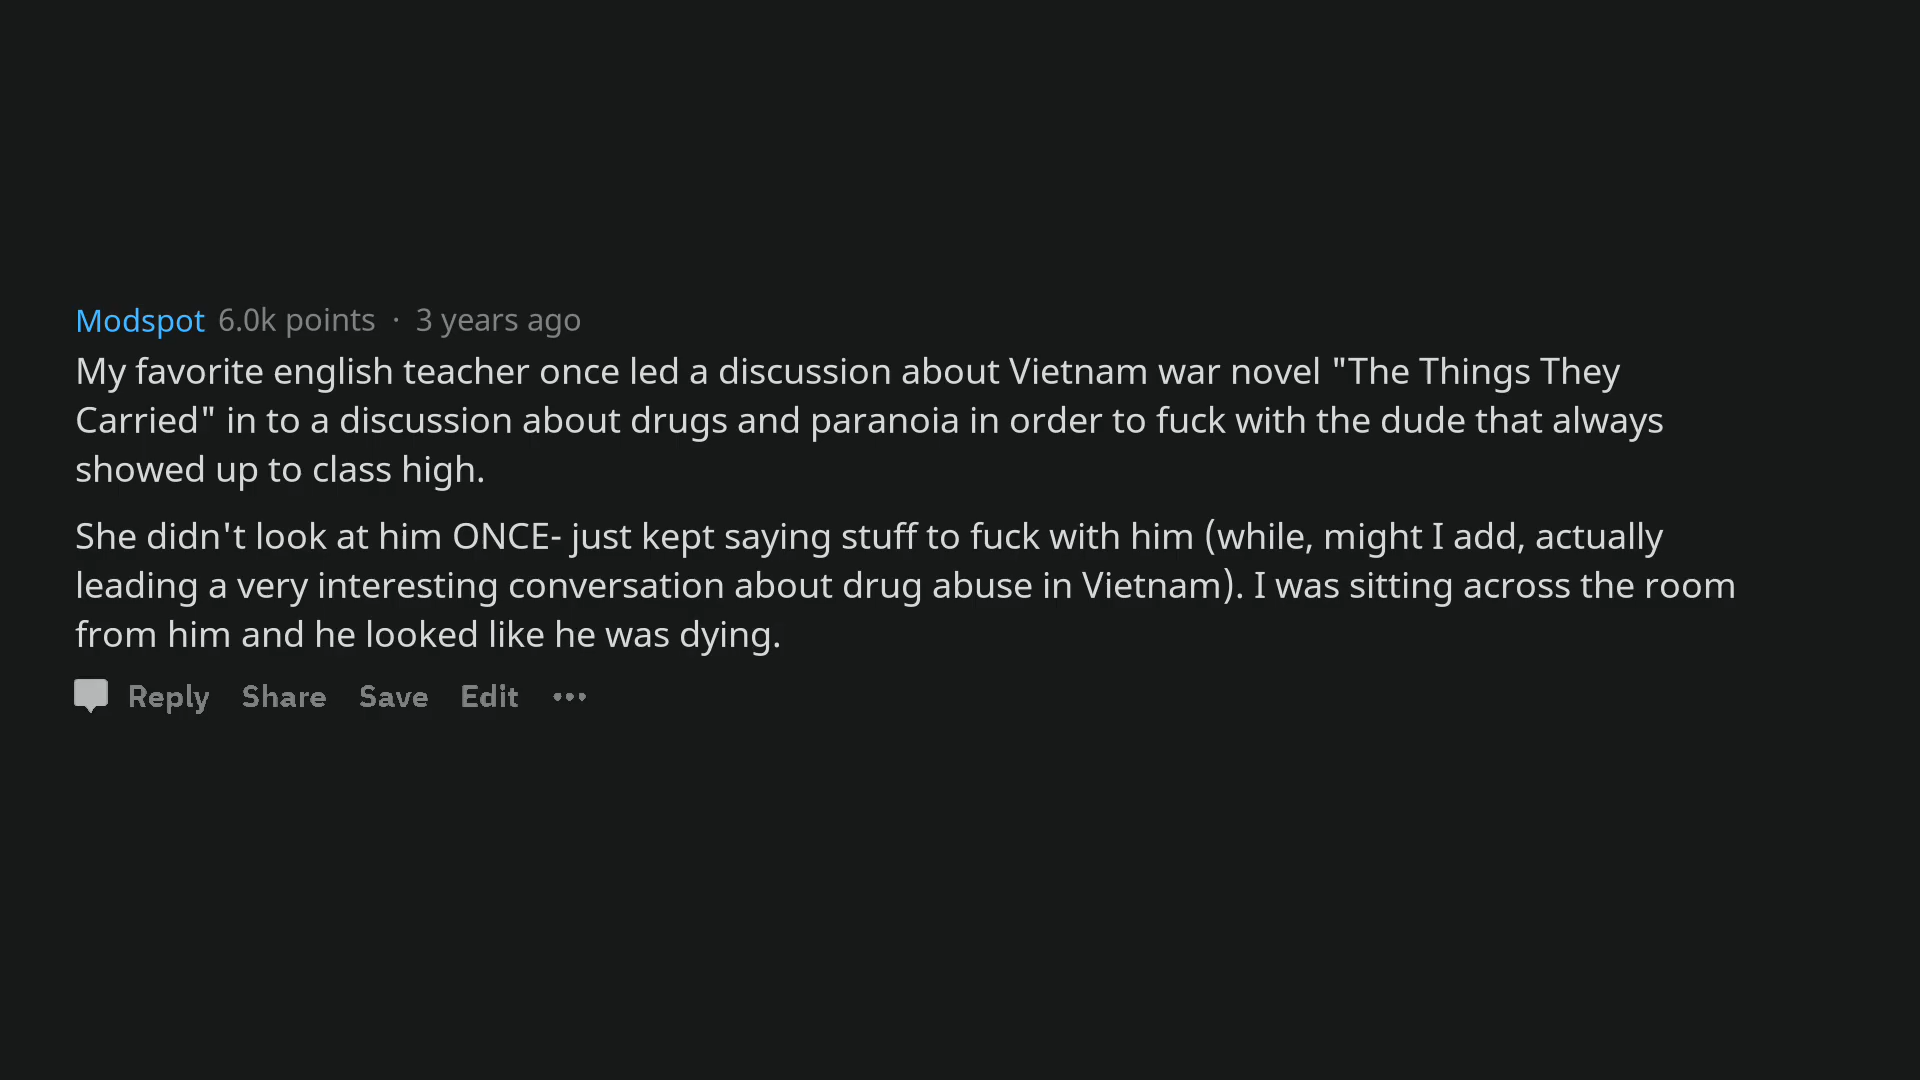 Modspot 6.0k points · 3 years ago
My favorite english teacher once led a discussion about Vietnam war novel "The Things They
Carried" in to a discussion about drugs and paranoia in order to fuck with the dude that always
showed up to class high.
She didn't look at him ONCE- just kept saying stuff to fuck with him (while, might I add, actually
leading a very interesting conversation about drug abuse in Vietnam). I was sitting across the room
from him and he looked like he was dying.
Reply Share Save Edit •••